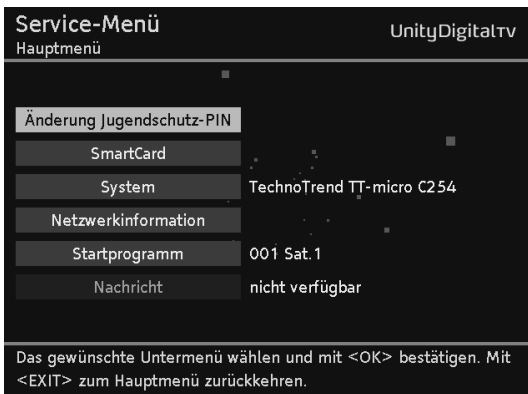 Service-Menü
UnityDigitalTV
Hauptmenü
Änderung Jugendschutz-PIN
SmartCard
System TechnoTrend TT-micro C254
Netzwerkinformation
Startprogramm 001 Sat.1
Nachricht nicht verfügbar
Das gewünschte Untermenü wählen und mit <OK> bestätigen. Mit
<EXIT> zum Hauptmenü zurückkehren.